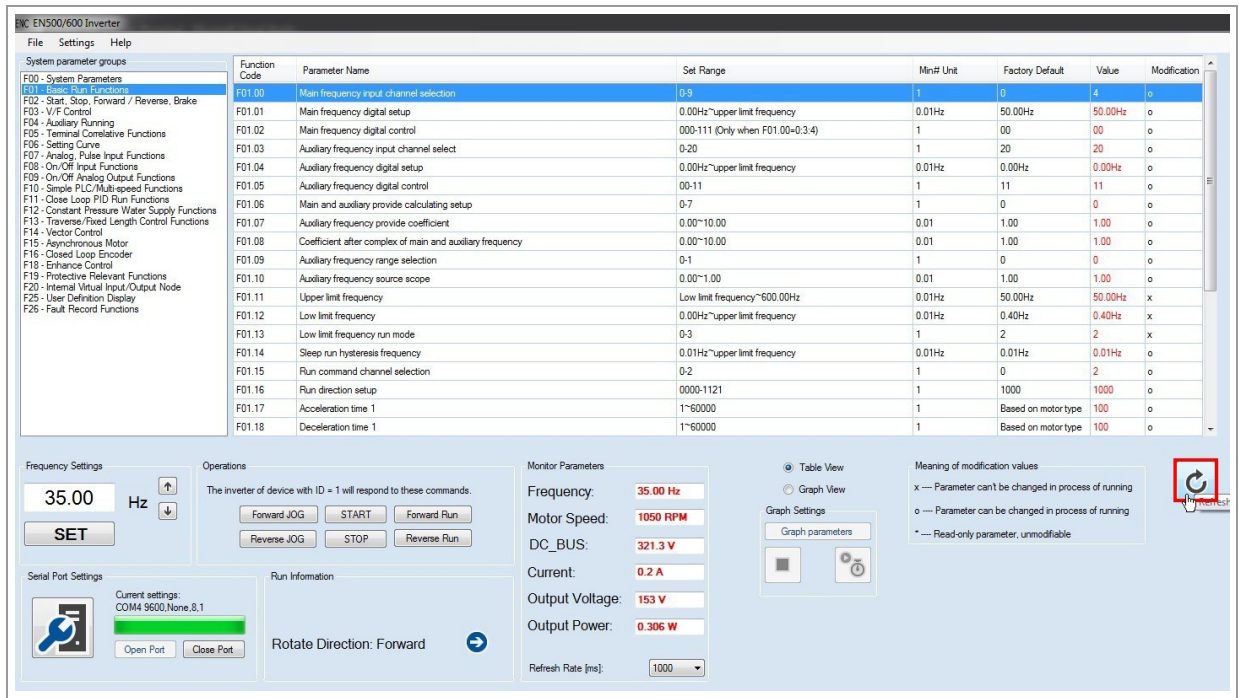 ENC EN500/600 Inverter
File Settings Help
System parameter groups
F00 - System Parameters
F01 - Basic Run Functions
F02 - Start, Stop, Forward / Reverse, Brake
F03 - V/F Control
F04 - Auxiliary Running
F05 - Terminal Correlative Functions
F06 - Setting Curve
F07 - Analog, Pulse Input Functions
F08 - On/Off Input Functions
F09 - On/Off Analog Output Functions
F10 - Simple PLC/Multi-speed Functions
F11 - Close Loop PID Run Functions
F12 - Constant Pressure Water Supply Functions
F13 - Traverse/Fixed Length Control Functions
F14 - Vector Control
F15 - Asynchronous Motor
F16 - Closed Loop Encoder
F18 - Enhance Control
F19 - Protective Relevant Functions
F20 - Internal Virtual Input/Output Node
F25 - User Definition Display
F26 - Fault Record Functions
Function Code Parameter Name Set Range Min# Unit Factory Default Value Modification
F01.00 Main frequency input channel selection 0-9 1 0 4 o
F01.01 Main frequency digital setup 0.00Hz~upper limit frequency 0.01Hz 50.00Hz 50.00Hz o
F01.02 Main frequency digital control 000-111 (Only when F01.00=0:3:4) 1 00 00 o
F01.03 Auxiliary frequency input channel select 0-20 1 20 20 o
F01.04 Auxiliary frequency digital setup 0.00Hz~upper limit frequency 0.01Hz 0.00Hz 0.00Hz o
F01.05 Auxiliary frequency digital control 00-11 1 11 11 o
F01.06 Main and auxiliary provide calculating setup 0-7 1 0 0 o
F01.07 Auxiliary frequency provide coefficient 0.00~10.00 0.01 1.00 1.00 o
F01.08 Coefficient after complex of main and auxiliary frequency 0.00~10.00 0.01 1.00 1.00 o
F01.09 Auxiliary frequency range selection 0-1 1 0 0 o
F01.10 Auxiliary frequency source scope 0.00~1.00 0.01 1.00 1.00 o
F01.11 Upper limit frequency Low limit frequency~600.00Hz 0.01Hz 50.00Hz 50.00Hz x
F01.12 Low limit frequency 0.00Hz~upper limit frequency 0.01Hz 0.40Hz 0.40Hz x
F01.13 Low limit frequency run mode 0-3 1 2 2 x
F01.14 Sleep run hysteresis frequency 0.01Hz~upper limit frequency 0.01Hz 0.01Hz 0.01Hz o
F01.15 Run command channel selection 0-2 1 0 2 o
F01.16 Run direction setup 0000-1121 1 1000 1000 o
F01.17 Acceleration time 1 1~60000 1 Based on motor type 100 o
F01.18 Deceleration time 1 1~60000 1 Based on motor type 100 o
Frequency Settings
35.00 Hz
SET
Operations
The inverter of device with ID = 1 will respond to these commands.
Forward JOG START Forward Run
Reverse JOG STOP Reverse Run
Serial Port Settings
Current settings:
COM4 9600,None,8,1
Open Port Close Port
Run Information
Rotate Direction: Forward
Monitor Parameters
Frequency: 35.00 Hz
Motor Speed: 1050 RPM
DC_BUS: 321.3 V
Current: 0.2 A
Output Voltage: 153 V
Output Power: 0.306 W
Refresh Rate [ms]: 1000
Table View
Graph View
Graph Settings
Graph parameters
Meaning of modification values
x ---- Parameter can't be changed in process of running
o ---- Parameter can be changed in process of running
* ---- Read-only parameter, unmodifiable
Refresh